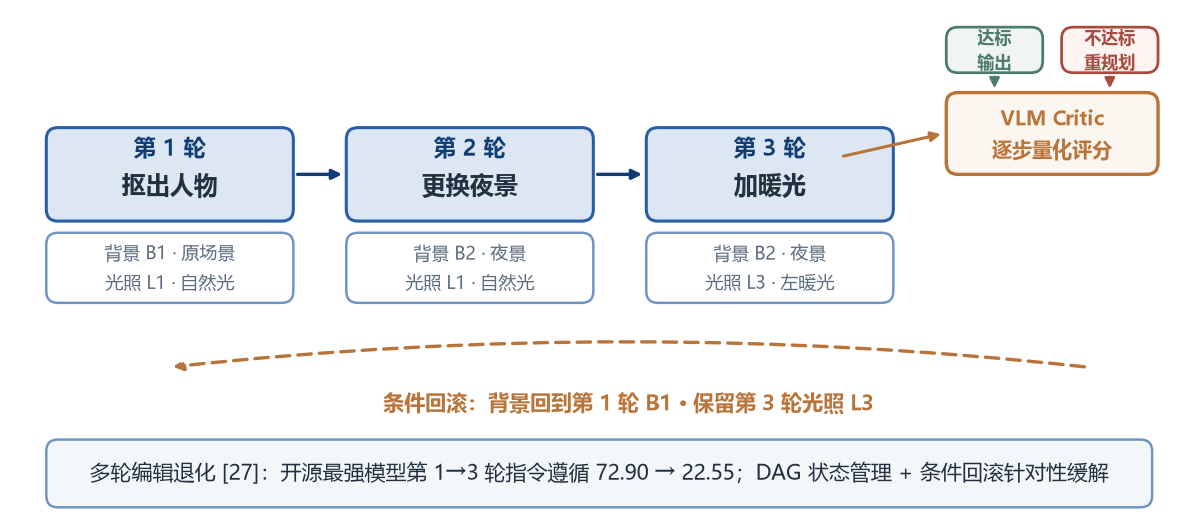 达标
输出
不达标
重规划
VLM Critic
逐步量化评分
第 1 轮
抠出人物
第 2 轮
更换夜景
第 3 轮
加暖光
背景 B1 · 原场景
光照 L1 · 自然光
背景 B2 · 夜景
光照 L1 · 自然光
背景 B2 · 夜景
光照 L3 · 左暖光
条件回滚：背景回到第 1 轮 B1 • 保留第 3 轮光照 L3
多轮编辑退化 [27]：开源最强模型第 1→3 轮指令遵循 72.90 → 22.55；DAG 状态管理 + 条件回滚针对性缓解